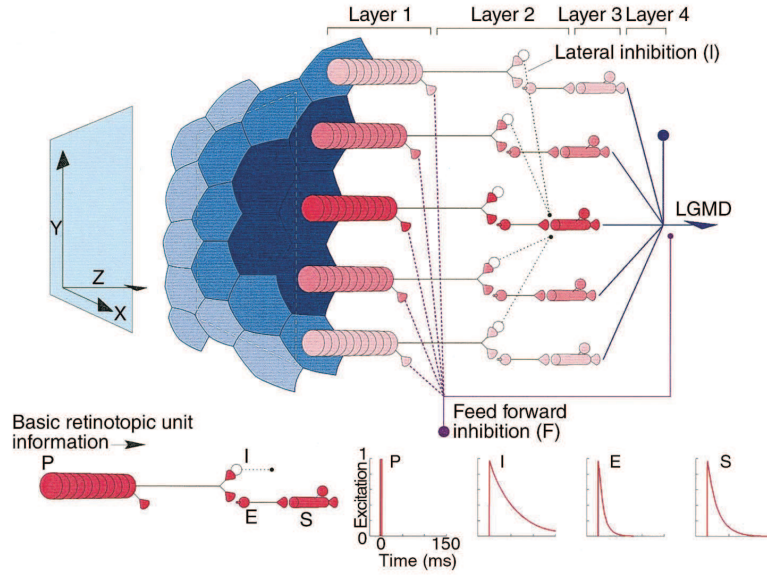 Layer 1 Layer 2 Layer 3 Layer 4
Lateral inhibition (I)
Y
Z
X
LGMD
Feed forward
inhibition (F)
Basic retinotopic unit
information
P
I
E S
Excitation
1
0
P
0 150
Time (ms)
I
E
S